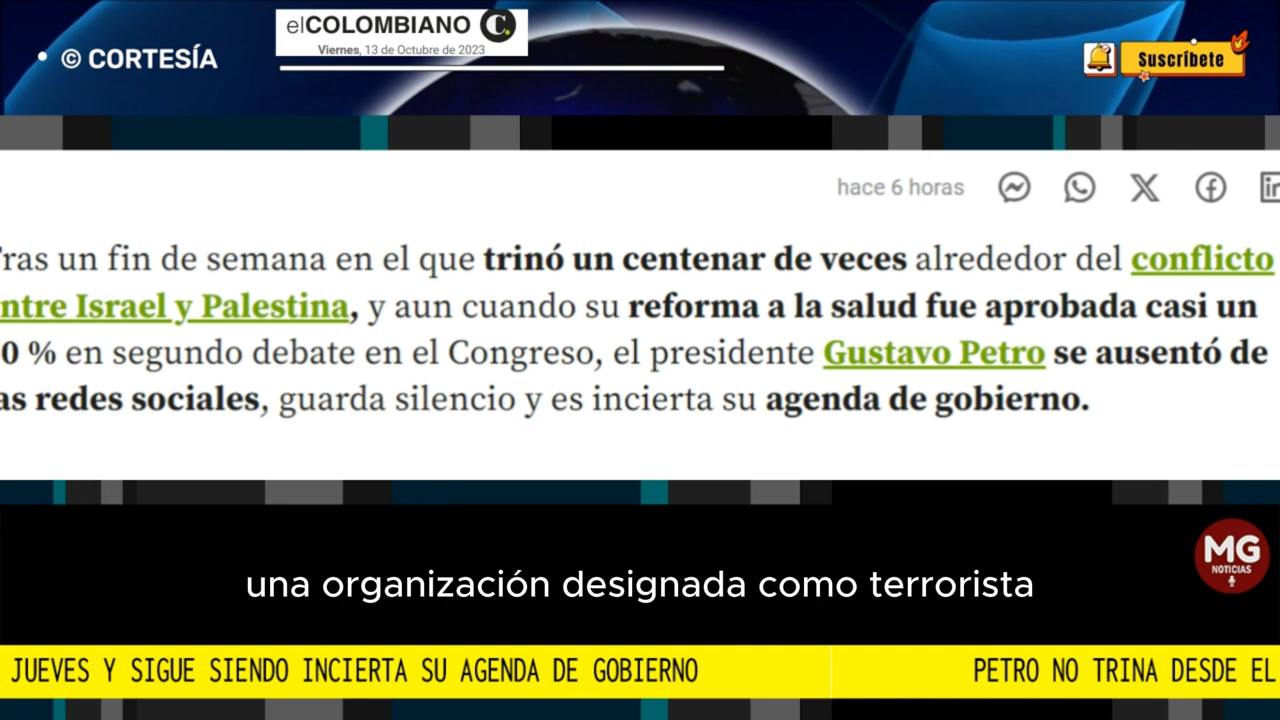 elCOLOMBIANO C.
Viernes, 13 de Octubre de 2023
• © CORTESÍA
Suscríbete
hace 6 horas
ras un fin de semana en el que trinó un centenar de veces alrededor del conflicto
ntre Israel y Palestina, y aun cuando su reforma a la salud fue aprobada casi un
0 % en segundo debate en el Congreso, el presidente Gustavo Petro se ausentó de
as redes sociales, guarda silencio y es incierta su agenda de gobierno.
MG
NOTICIAS
una organización designada como terrorista
JUEVES Y SIGUE SIENDO INCIERTA SU AGENDA DE GOBIERNO PETRO NO TRINA DESDE EL